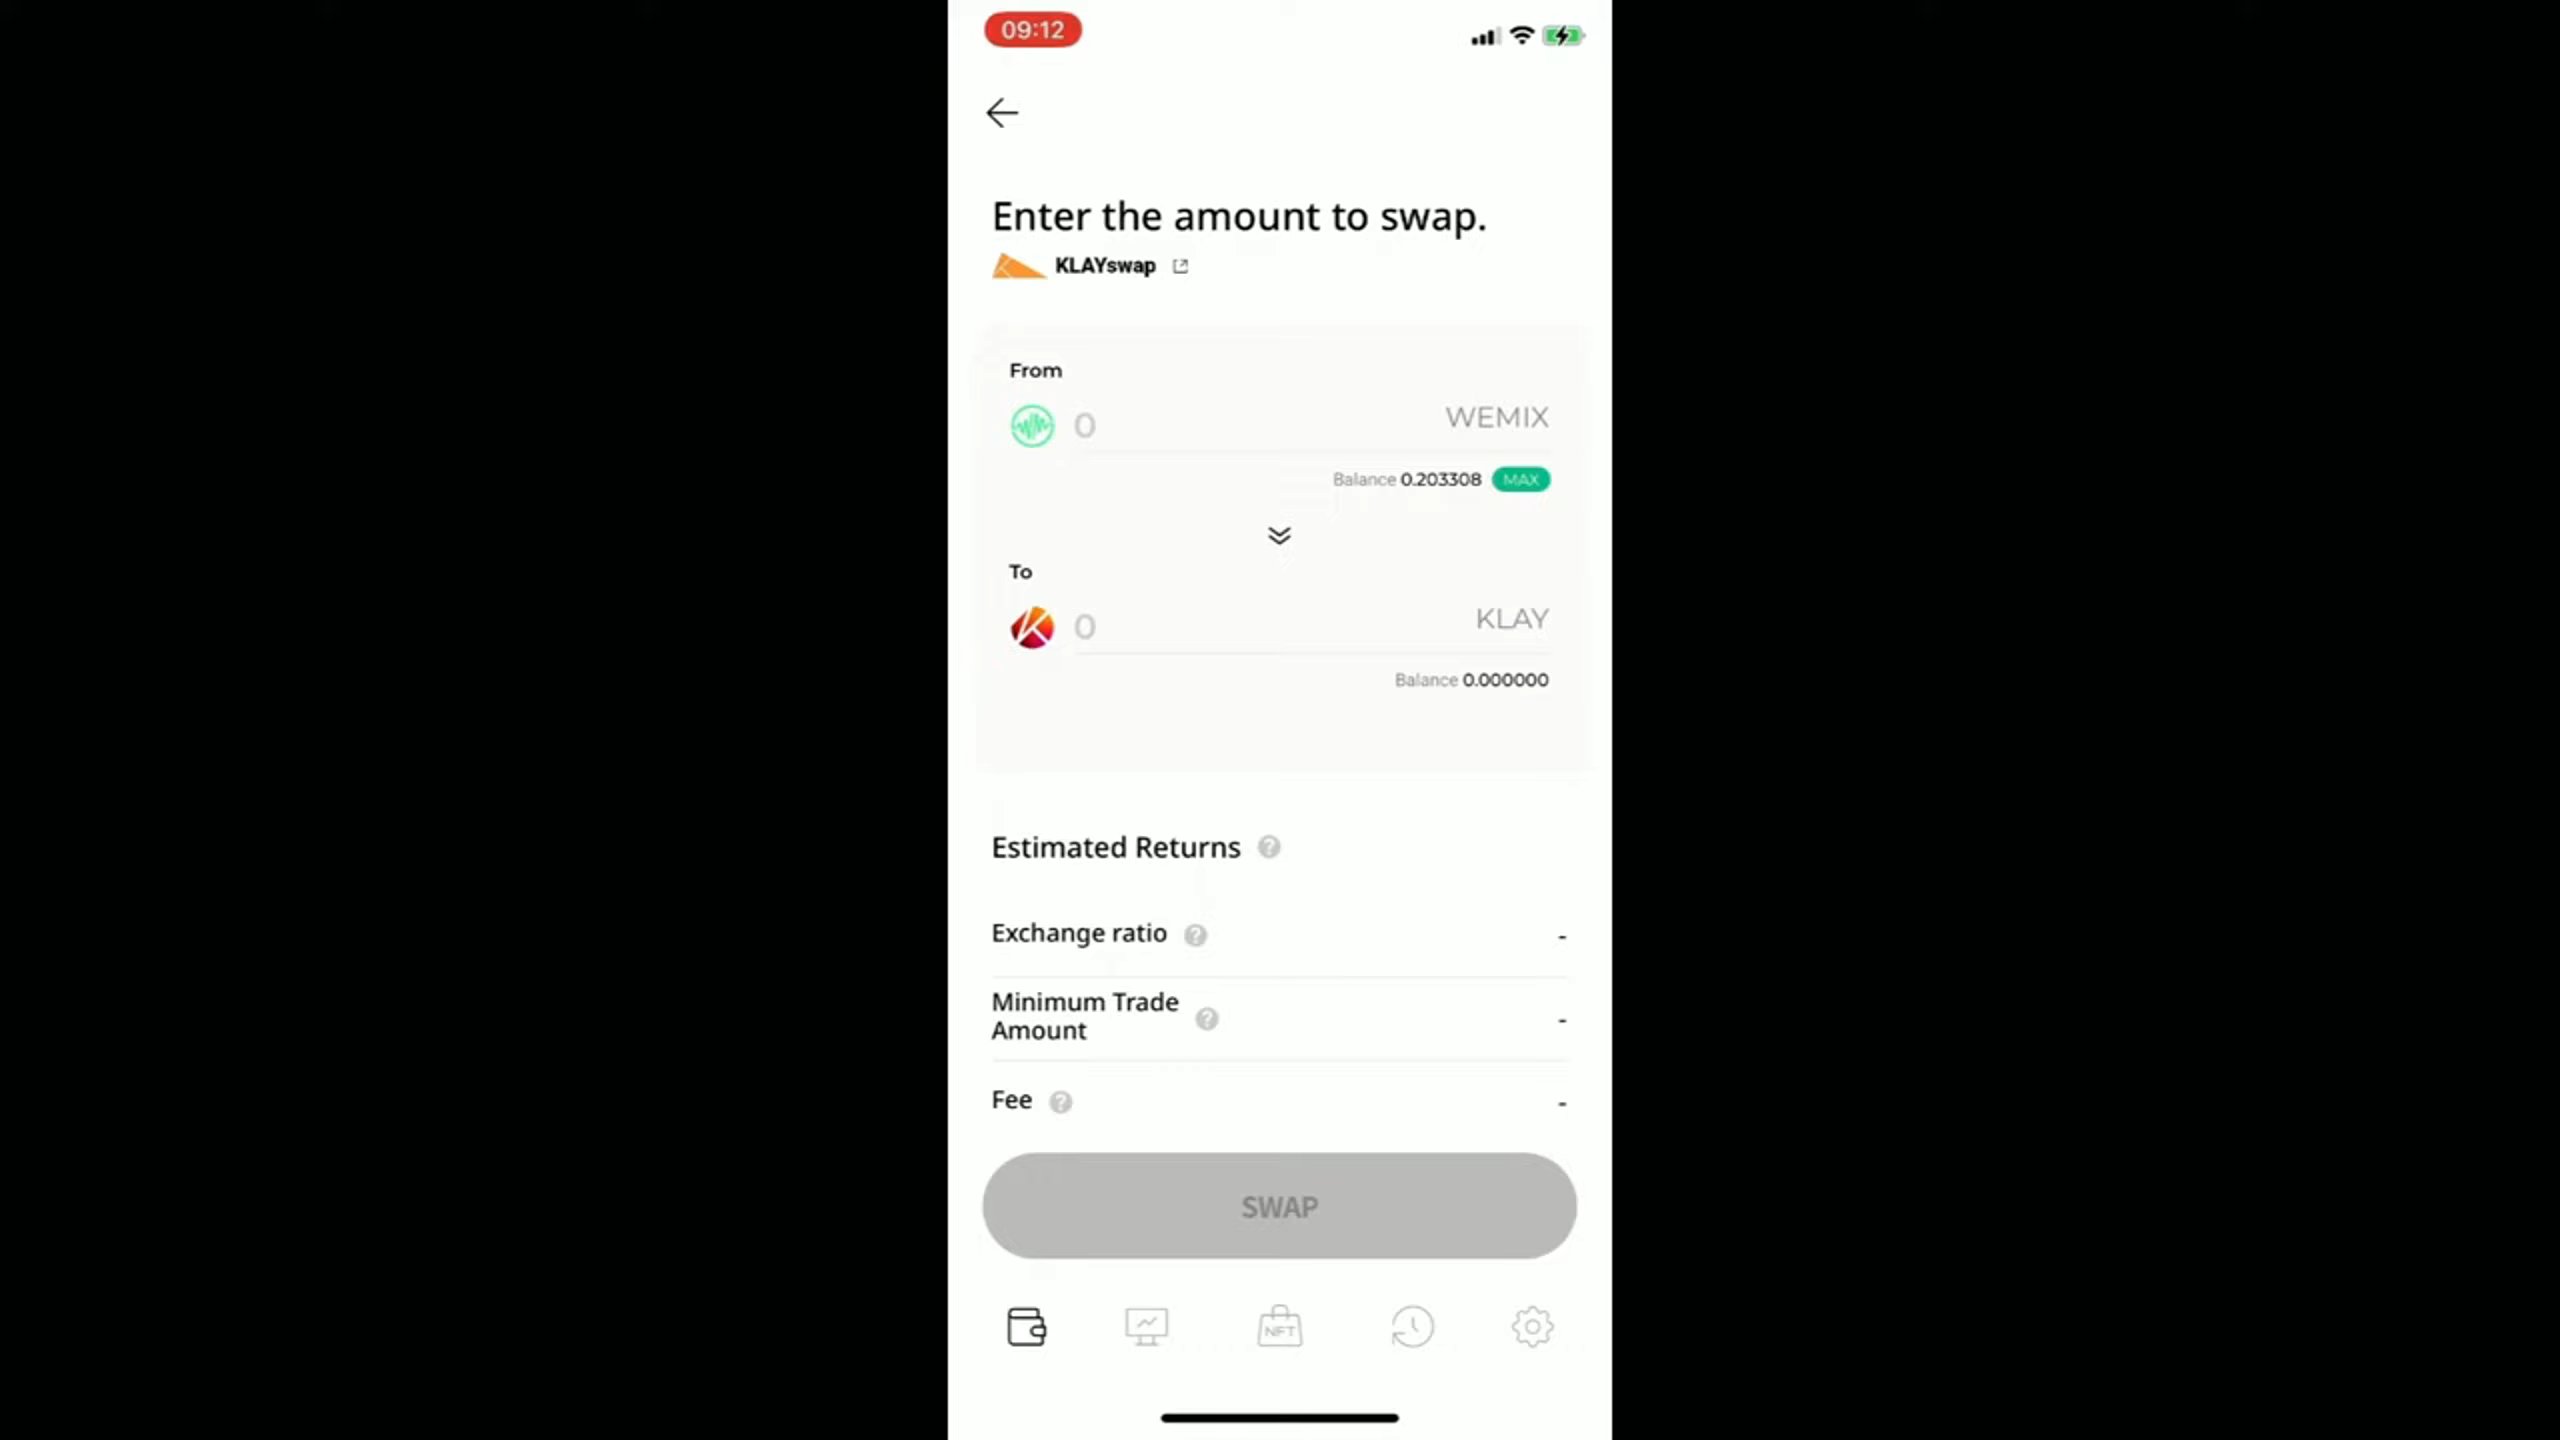 09:12
Enter the amount to swap.
KLAYswap
From
0 WEMIX
Balance 0.203308 MAX
To
0 KLAY
Balance 0.000000
Estimated Returns ?
Exchange ratio ? -
Minimum Trade
Amount ? -
Fee ? -
SWAP
NFT